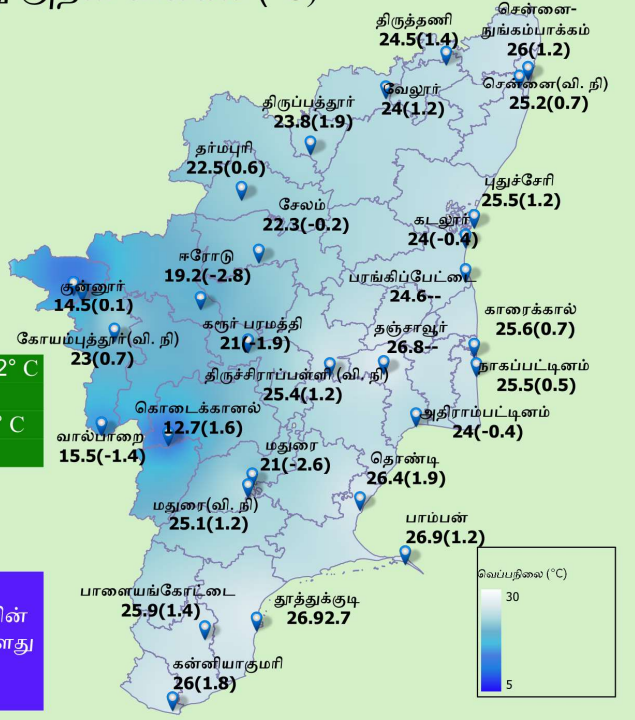 சென்னை-
திருத்தணி
நுங்கம்பாக்கம்
24.5(1.4)
26(1.2)
வேலூர்
சென்னை(வி. நி)
24(1.2)
25.2(0.7)
திருப்பத்தூர்
23.8(1.9)
தர்மபுரி
22.5(0.6)
புதுச்சேரி
25.5(1.2)
சேலம்
22.3(-0.2)
கடலூர்
24(-0.4)
ஈரோடு
19.2(-2.8)
பரங்கிப்பேட்டை
24.6--
குன்னூர்
14.5(0.1)
காரைக்கால்
25.6(0.7)
கரூர் பரமத்தி
21(-1.9)
தஞ்சாவூர்
26.8--
கோயம்புத்தூர்(வி. நி)
23(0.7)
நாகப்பட்டினம்
25.5(0.5)
திருச்சிராப்பள்ளி (வி. நி)
25.4(1.2)
2° C
கொடைக்கானல்
12.7(1.6)
அதிராம்பட்டினம்
24(-0.4)
° C
வால்பாறை
15.5(-1.4)
மதுரை
21(-2.6)
தொண்டி
26.4(1.9)
மதுரை(வி. நி)
25.1(1.2)
பாம்பன்
26.9(1.2)
வெப்பநிலை (°C)
30
5
பாளையங்கோட்டை
25.9(1.4)
தூத்துக்குடி
26.92.7
கன்னியாகுமரி
26(1.8)